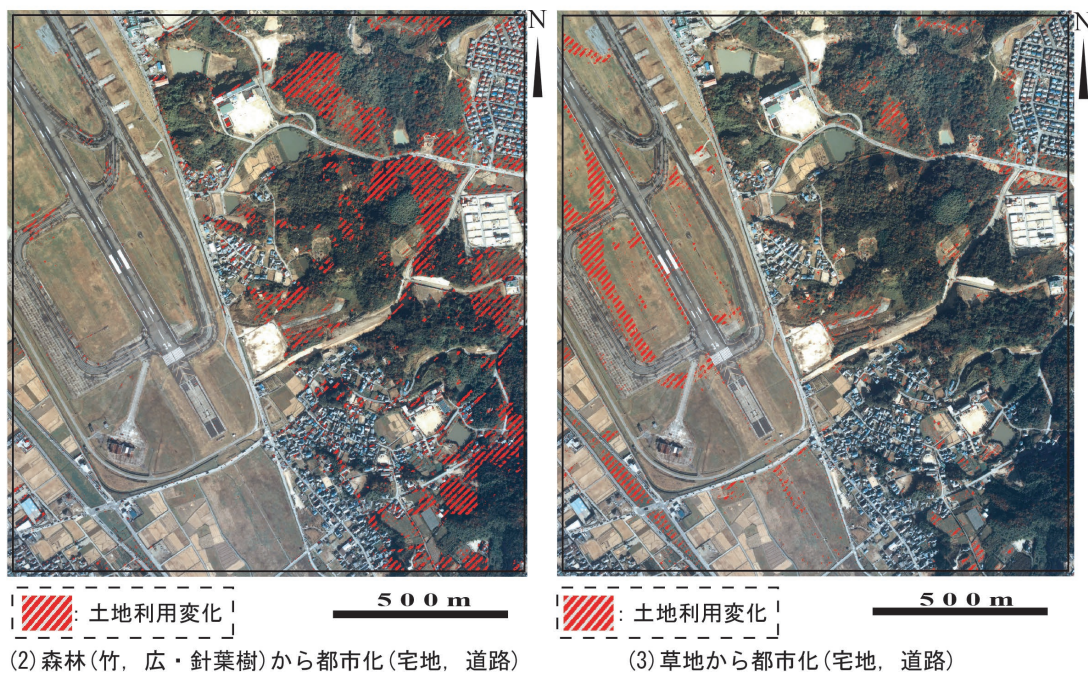 N
N
: 土地利用変化
500m
: 土地利用変化
500m
(2)森林(竹, 広・針葉樹)から都市化(宅地, 道路)
(3)草地から都市化(宅地, 道路)